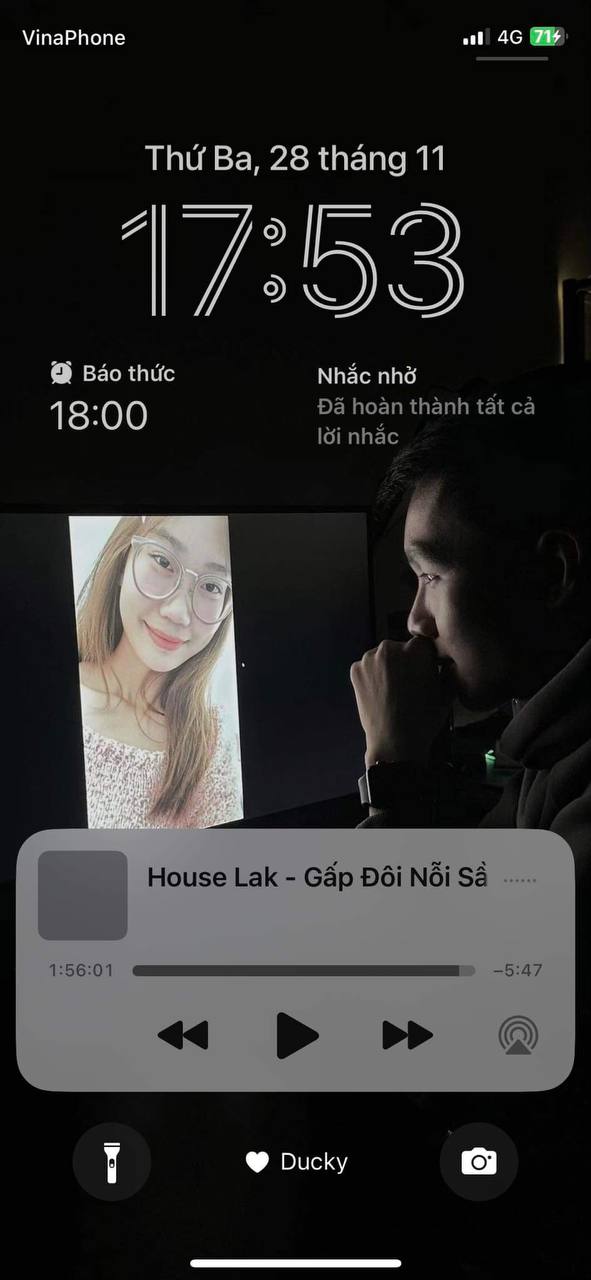 VinaPhone
4G 71
Thứ Ba, 28 tháng 11
17:53
Báo thức
18:00
Nhắc nhở
Đã hoàn thành tất cả
lời nhắc
House Lak - Gấp Đôi Nỗi Sầ
1:56:01
−5:47
Ducky